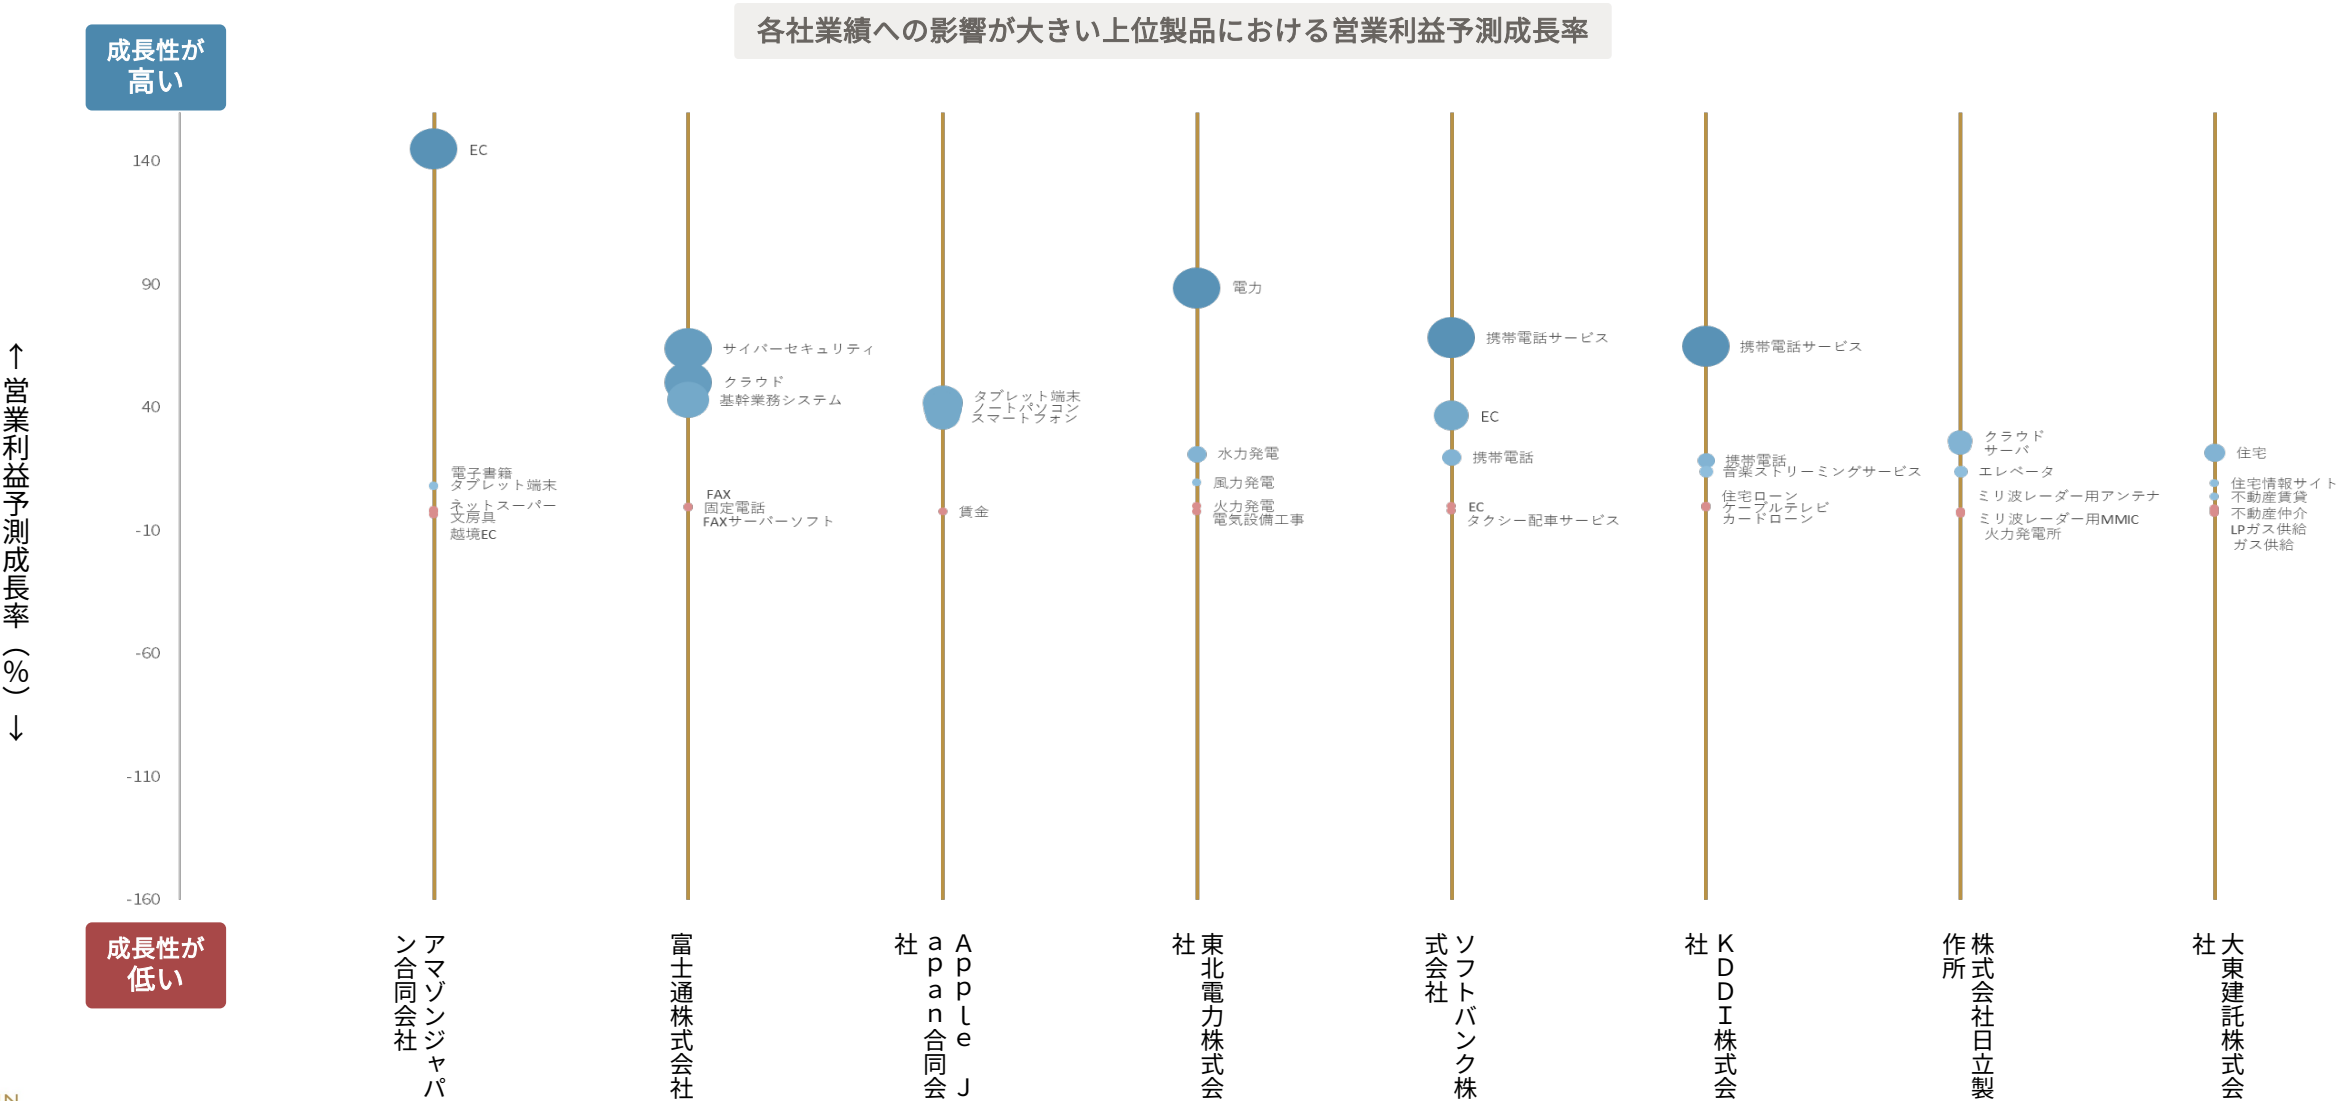 各社業績への影響が大きい上位製品における営業利益予測成長率
成長性が
高い
140
90
40
-10
-60
-110
-160
成長性が
低い
↑営業利益予測成長率（%）↓
EC
電子書籍
タブレット端末
ネットスーパー
文房具
越境EC
サイバーセキュリティ
クラウド
基幹業務システム
FAX
固定電話
FAXサーバーソフト
タブレット端末
ノートパソコン
スマートフォン
賃金
電力
水力発電
風力発電
火力発電
電気設備工事
携帯電話サービス
EC
携帯電話
EC
タクシー配車サービス
携帯電話サービス
携帯電話
音楽ストリーミングサービス
住宅ローン
ケーブルテレビ
カードローン
クラウド
サーバ
エレベータ
ミリ波レーダー用アンテナ
ミリ波レーダー用MMIC
火力発電所
住宅
住宅情報サイト
不動産賃貸
不動産仲介
LPガス供給
ガス供給
アマゾンジャパ
ン合同会社
富士通株式会社
Ａｐｐｌｅ　Ｊ
ａｐａｎ合同会
社
東北電力株式会
社
ソフトバンク株
式会社
ＫＤＤＩ株式会
社
株式会社日立製
作所
大東建託株式会
社